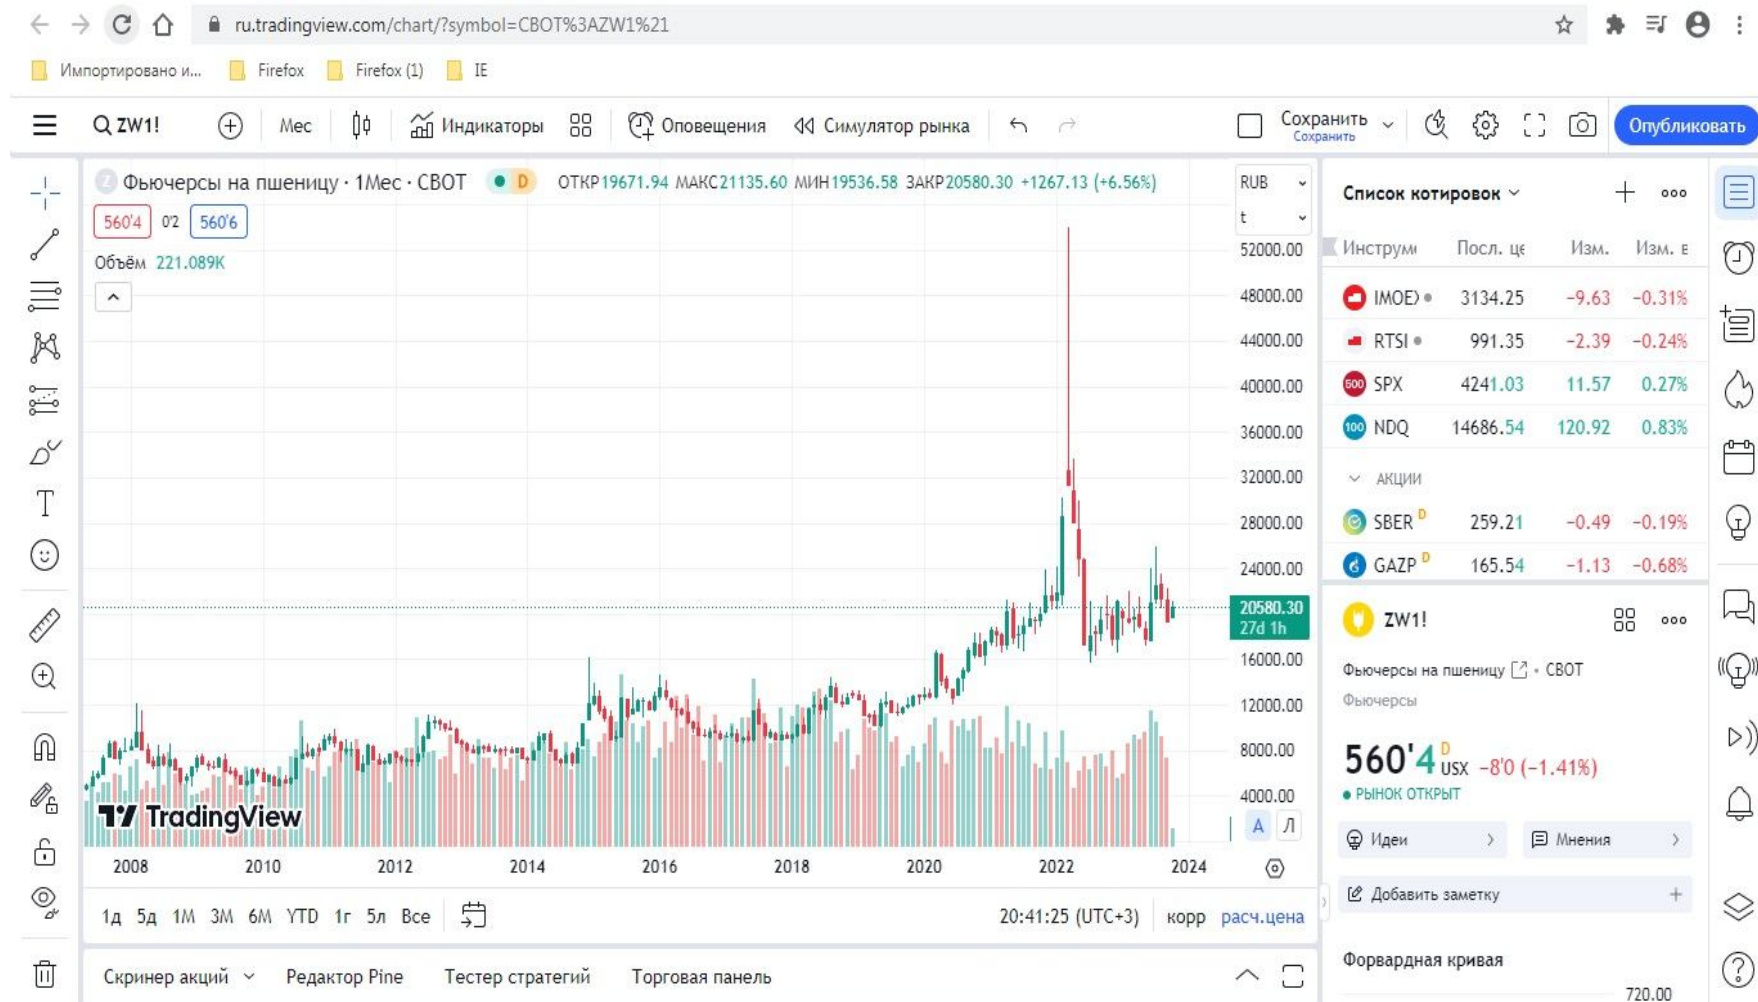 ru.tradingview.com/chart/?symbol=CBOT%3AZW1%21
Импортировано и... Firefox Firefox (1) IE
ZW1! Мес Индикаторы Оповещения Симулятор рынка Сохранить Опубликовать
Сохранить
Фьючерсы на пшеницу · 1Мес · CBOT D ОТКР19671.94 МАКС21135.60 МИН19536.58 ЗАКР20580.30 +1267.13 (+6.56%)
560'4 0'2 560'6
Объём 221.089K
RUB
t
52000.00
48000.00
44000.00
40000.00
36000.00
32000.00
28000.00
24000.00
20580.30
27d 1h
16000.00
12000.00
8000.00
4000.00
А Л
TradingView
2008 2010 2012 2014 2016 2018 2020 2022 2024
1д 5д 1М 3М 6М YTD 1г 5л Все 20:41:25 (UTC+3) корр расч.цена
Скринер акций Редактор Pine Тестер стратегий Торговая панель
Список котировок
Инструм Посл. це Изм. Изм. в
IMOEX 3134.25 −9.63 −0.31%
RTSI 991.35 −2.39 −0.24%
500 SPX 4241.03 11.57 0.27%
100 NDQ 14686.54 120.92 0.83%
АКЦИИ
SBER D 259.21 −0.49 −0.19%
GAZP D 165.54 −1.13 −0.68%
ZW1!
Фьючерсы на пшеницу • CBOT
Фьючерсы
560'4 D USX −8'0 (−1.41%)
РЫНОК ОТКРЫТ
Идеи Мнения
Добавить заметку
Форвардная кривая
720.00